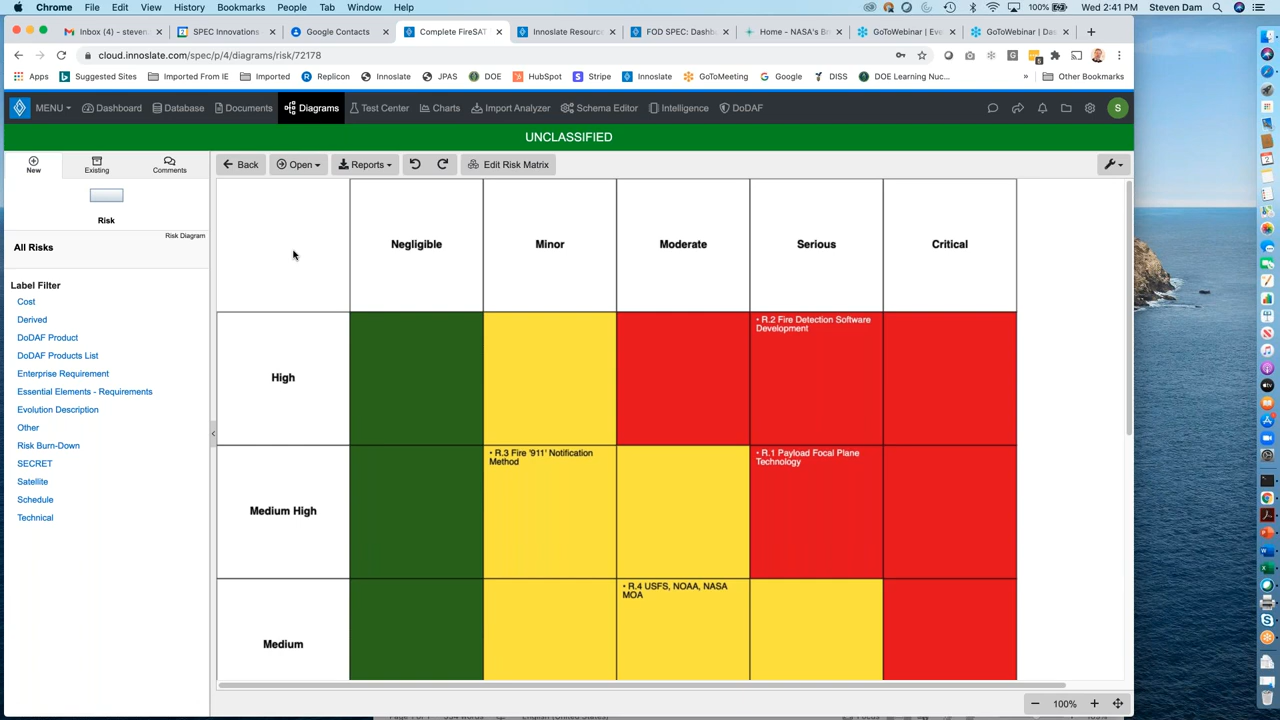 Chrome File Edit View History Bookmarks People Tab Window Help 100% Wed 2:41 PM Steven Dam
Inbox (4) – steven. SPEC Innovations Google Contacts Complete FireSAT Innoslate Resource FOD SPEC: Dashb Home - NASA's B GoToWebinar | Eve GoToWebinar | Da
cloud.innoslate.com/spec/p/4/diagrams/risk/72178
Apps Suggested Sites Imported From IE Imported Replicon Innoslate JPAS DOE HubSpot Stripe Innoslate GoToMeeting Google DISS DOE Learning Nuc... » Other Bookmarks
MENU Dashboard Database Documents Diagrams Test Center Charts Import Analyzer Schema Editor Intelligence DoDAF S
UNCLASSIFIED
New Existing Comments
Back Open Reports Edit Risk Matrix
Risk
Risk Diagram
All Risks
Label Filter
Cost
Derived
DoDAF Product
DoDAF Products List
Enterprise Requirement
Essential Elements - Requirements
Evolution Description
Other
Risk Burn-Down
SECRET
Satellite
Schedule
Technical
Negligible Minor Moderate Serious Critical
High
• R.2 Fire Detection Software
Development
Medium High
• R.3 Fire '911' Notification
Method
• R.1 Payload Focal Plane
Technology
Medium
• R.4 USFS, NOAA, NASA
MOA
100%